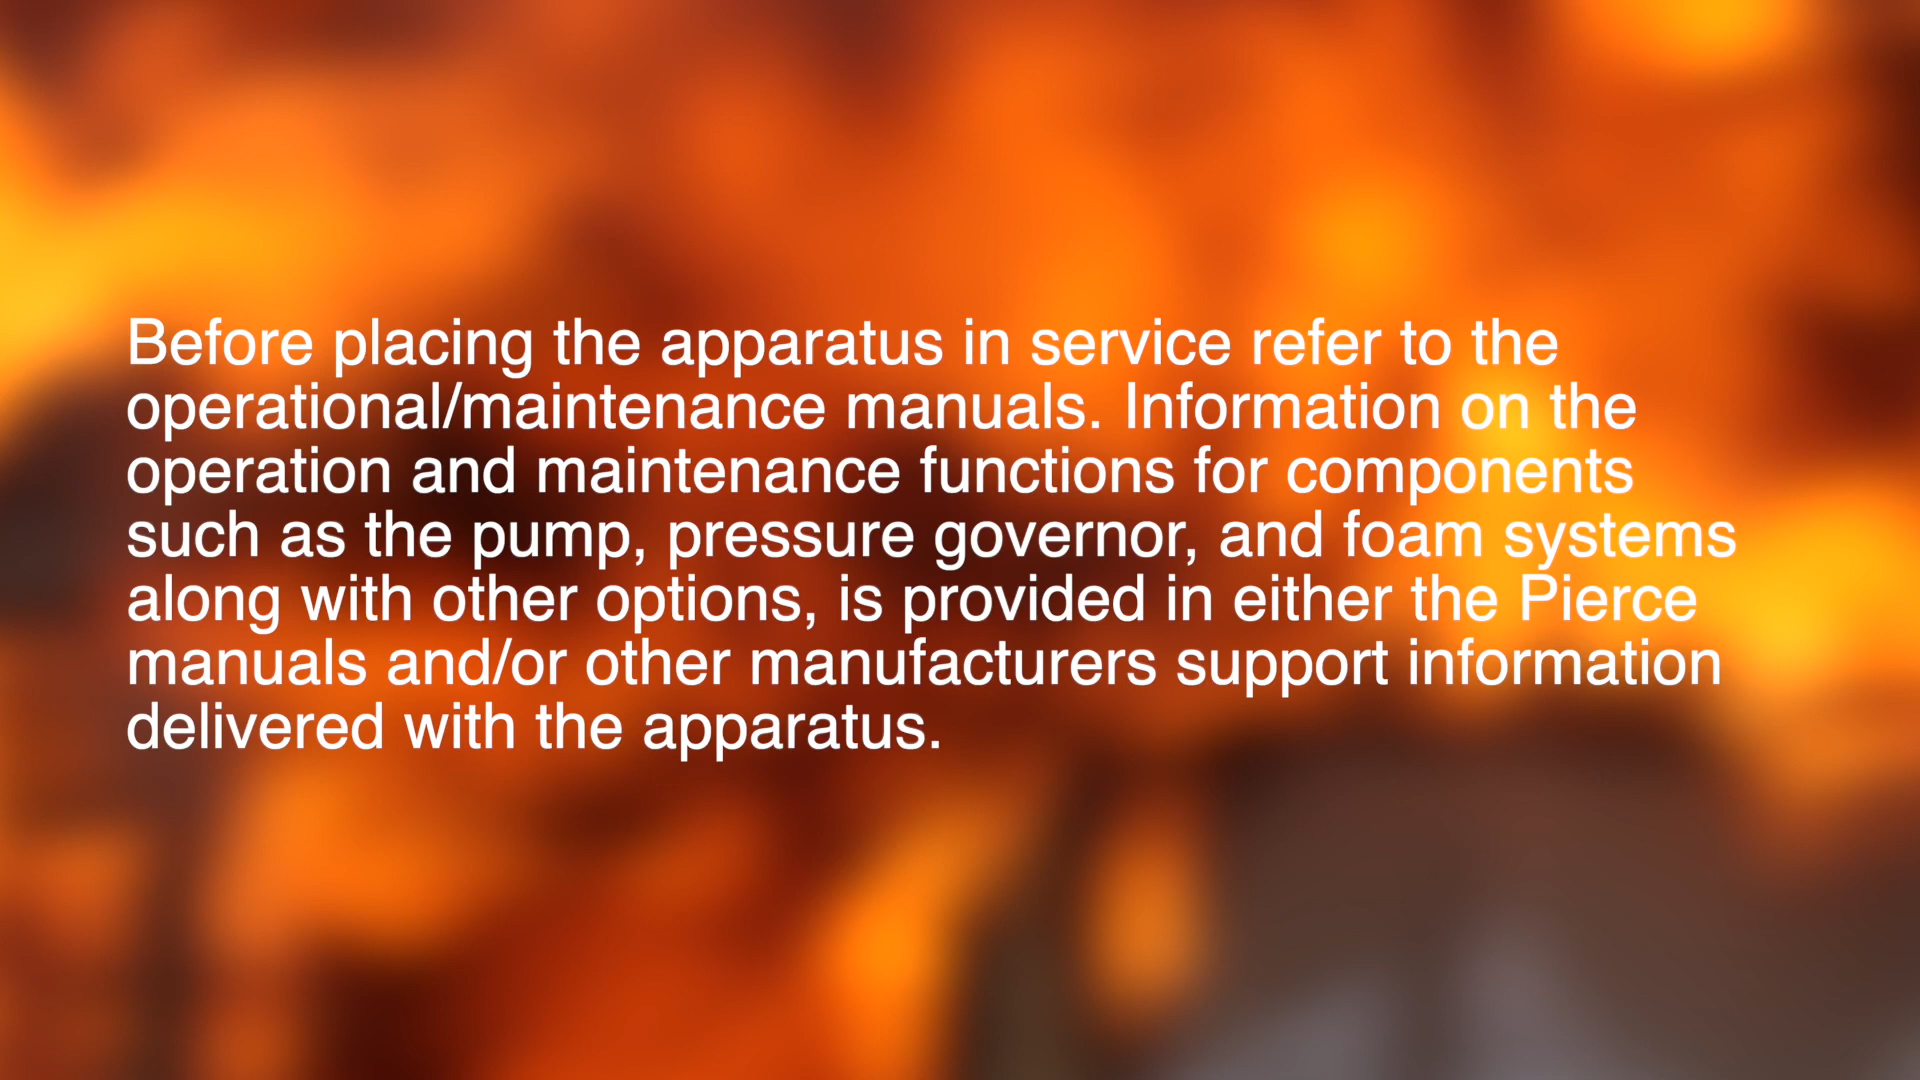 Before placing the apparatus in service refer to the
operational/maintenance manuals. Information on the
operation and maintenance functions for components
such as the pump, pressure governor, and foam systems
along with other options, is provided in either the Pierce
manuals and/or other manufacturers support information
delivered with the apparatus.